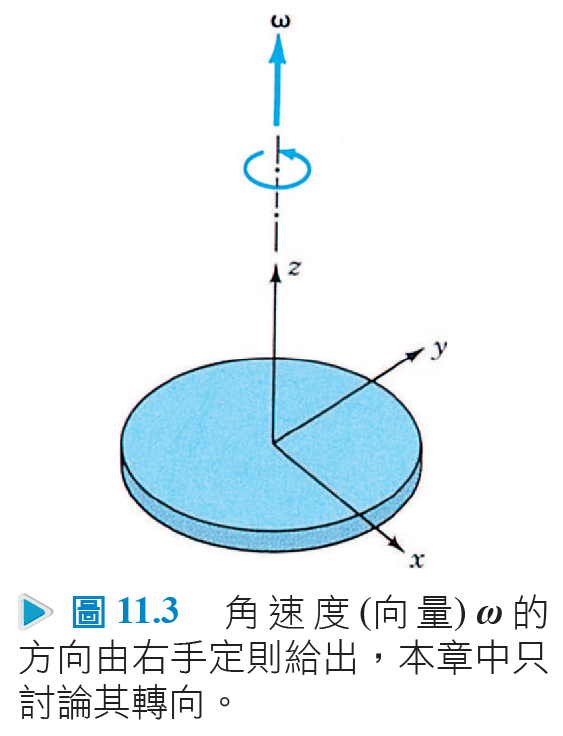 ω
z
y
x
圖 11.3 角速度(向量) ω 的
方向由右手定則給出，本章中只
討論其轉向。